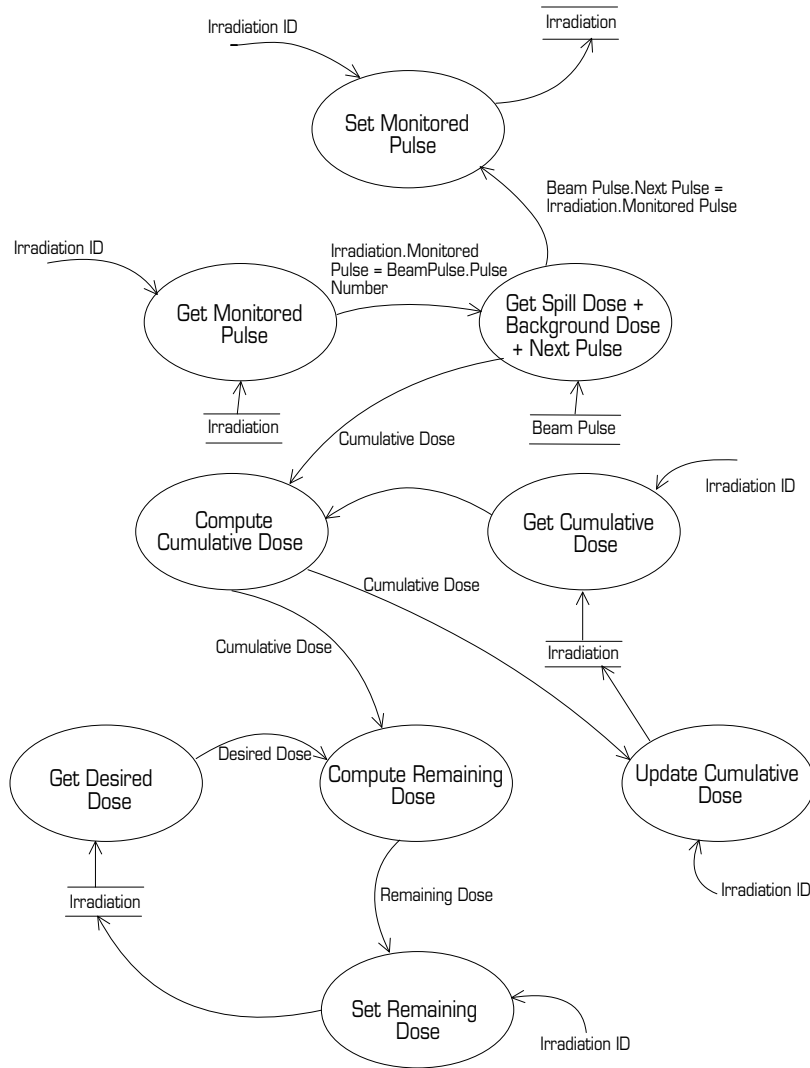 Irradiation ID
Irradiation
Set Monitored
Pulse
Beam Pulse.Next Pulse =
Irradiation.Monitored Pulse
Irradiation ID
Irradiation.Monitored
Pulse = BeamPulse.Pulse
Number
Get Monitored
Pulse
Get Spill Dose +
Background Dose
+ Next Pulse
Irradiation
Beam Pulse
Cumulative Dose
Irradiation ID
Compute
Cumulative Dose
Get Cumulative
Dose
Cumulative Dose
Cumulative Dose
Irradiation
Desired Dose
Get Desired
Dose
Compute Remaining
Dose
Update Cumulative
Dose
Irradiation
Remaining Dose
Irradiation ID
Set Remaining
Dose
Irradiation ID